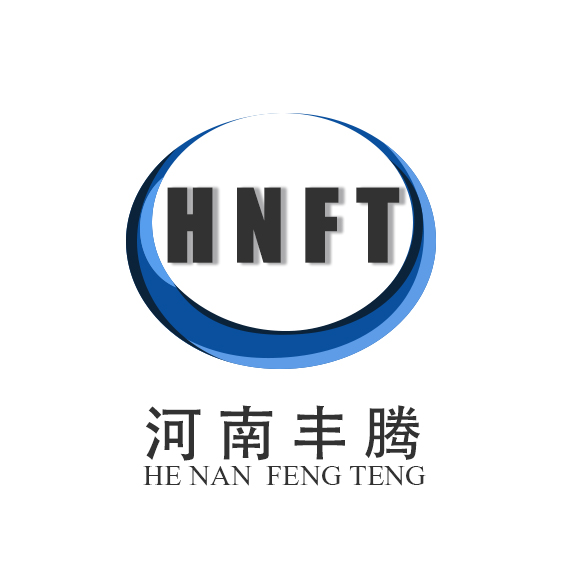 HNFT
河南丰腾
HE NAN FENG TENG